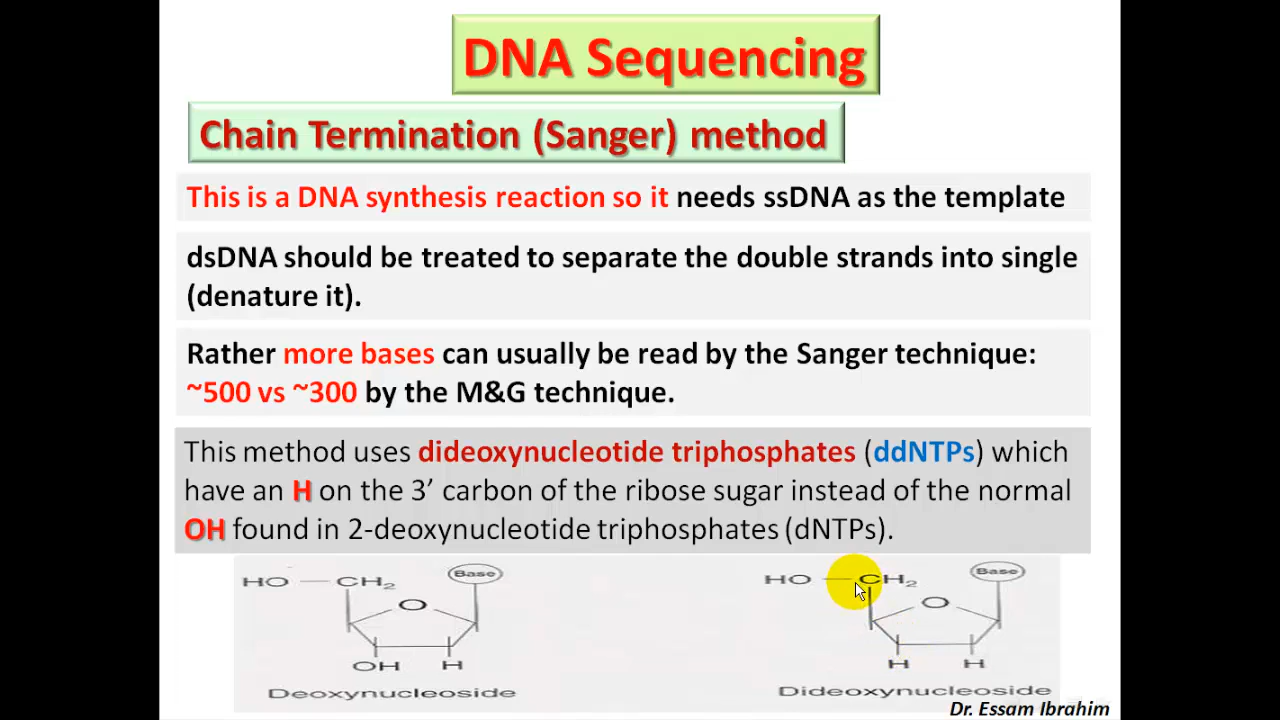 DNA Sequencing
Chain Termination (Sanger) method
This is a DNA synthesis reaction so it needs ssDNA as the template
dsDNA should be treated to separate the double strands into single
(denature it).
Rather more bases can usually be read by the Sanger technique:
~500 vs ~300 by the M&G technique.
This method uses dideoxynucleotide triphosphates (ddNTPs) which
have an H on the 3’ carbon of the ribose sugar instead of the normal
OH found in 2-deoxynucleotide triphosphates (dNTPs).
HO — CH2 Base
O
OH H
Deoxynucleoside
HO — CH2 Base
O
H H
Dideoxynucleoside
Dr. Essam Ibrahim